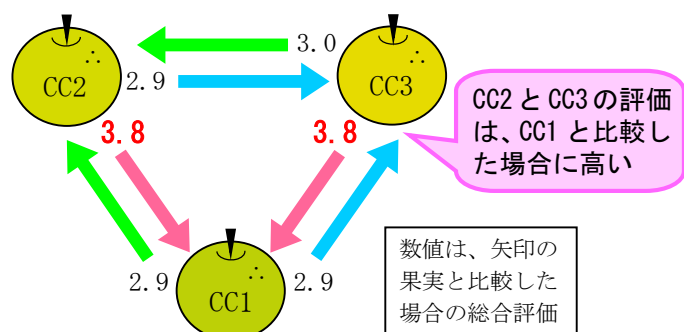 3.0
CC2
2.9
CC3
3.8
3.8
CC2とCC3の評価
は、CC1と比較し
た場合に高い
2.9
CC1
2.9
数値は、矢印の
果実と比較した
場合の総合評価